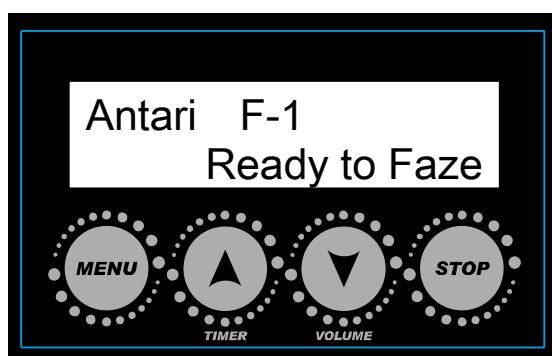 Antari F-1
Ready to Faze
MENU
STOP
TIMER
VOLUME